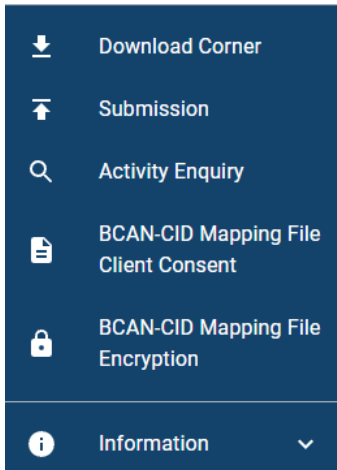 Download Corner
Submission
Activity Enquiry
BCAN-CID Mapping File
Client Consent
BCAN-CID Mapping File
Encryption
Information